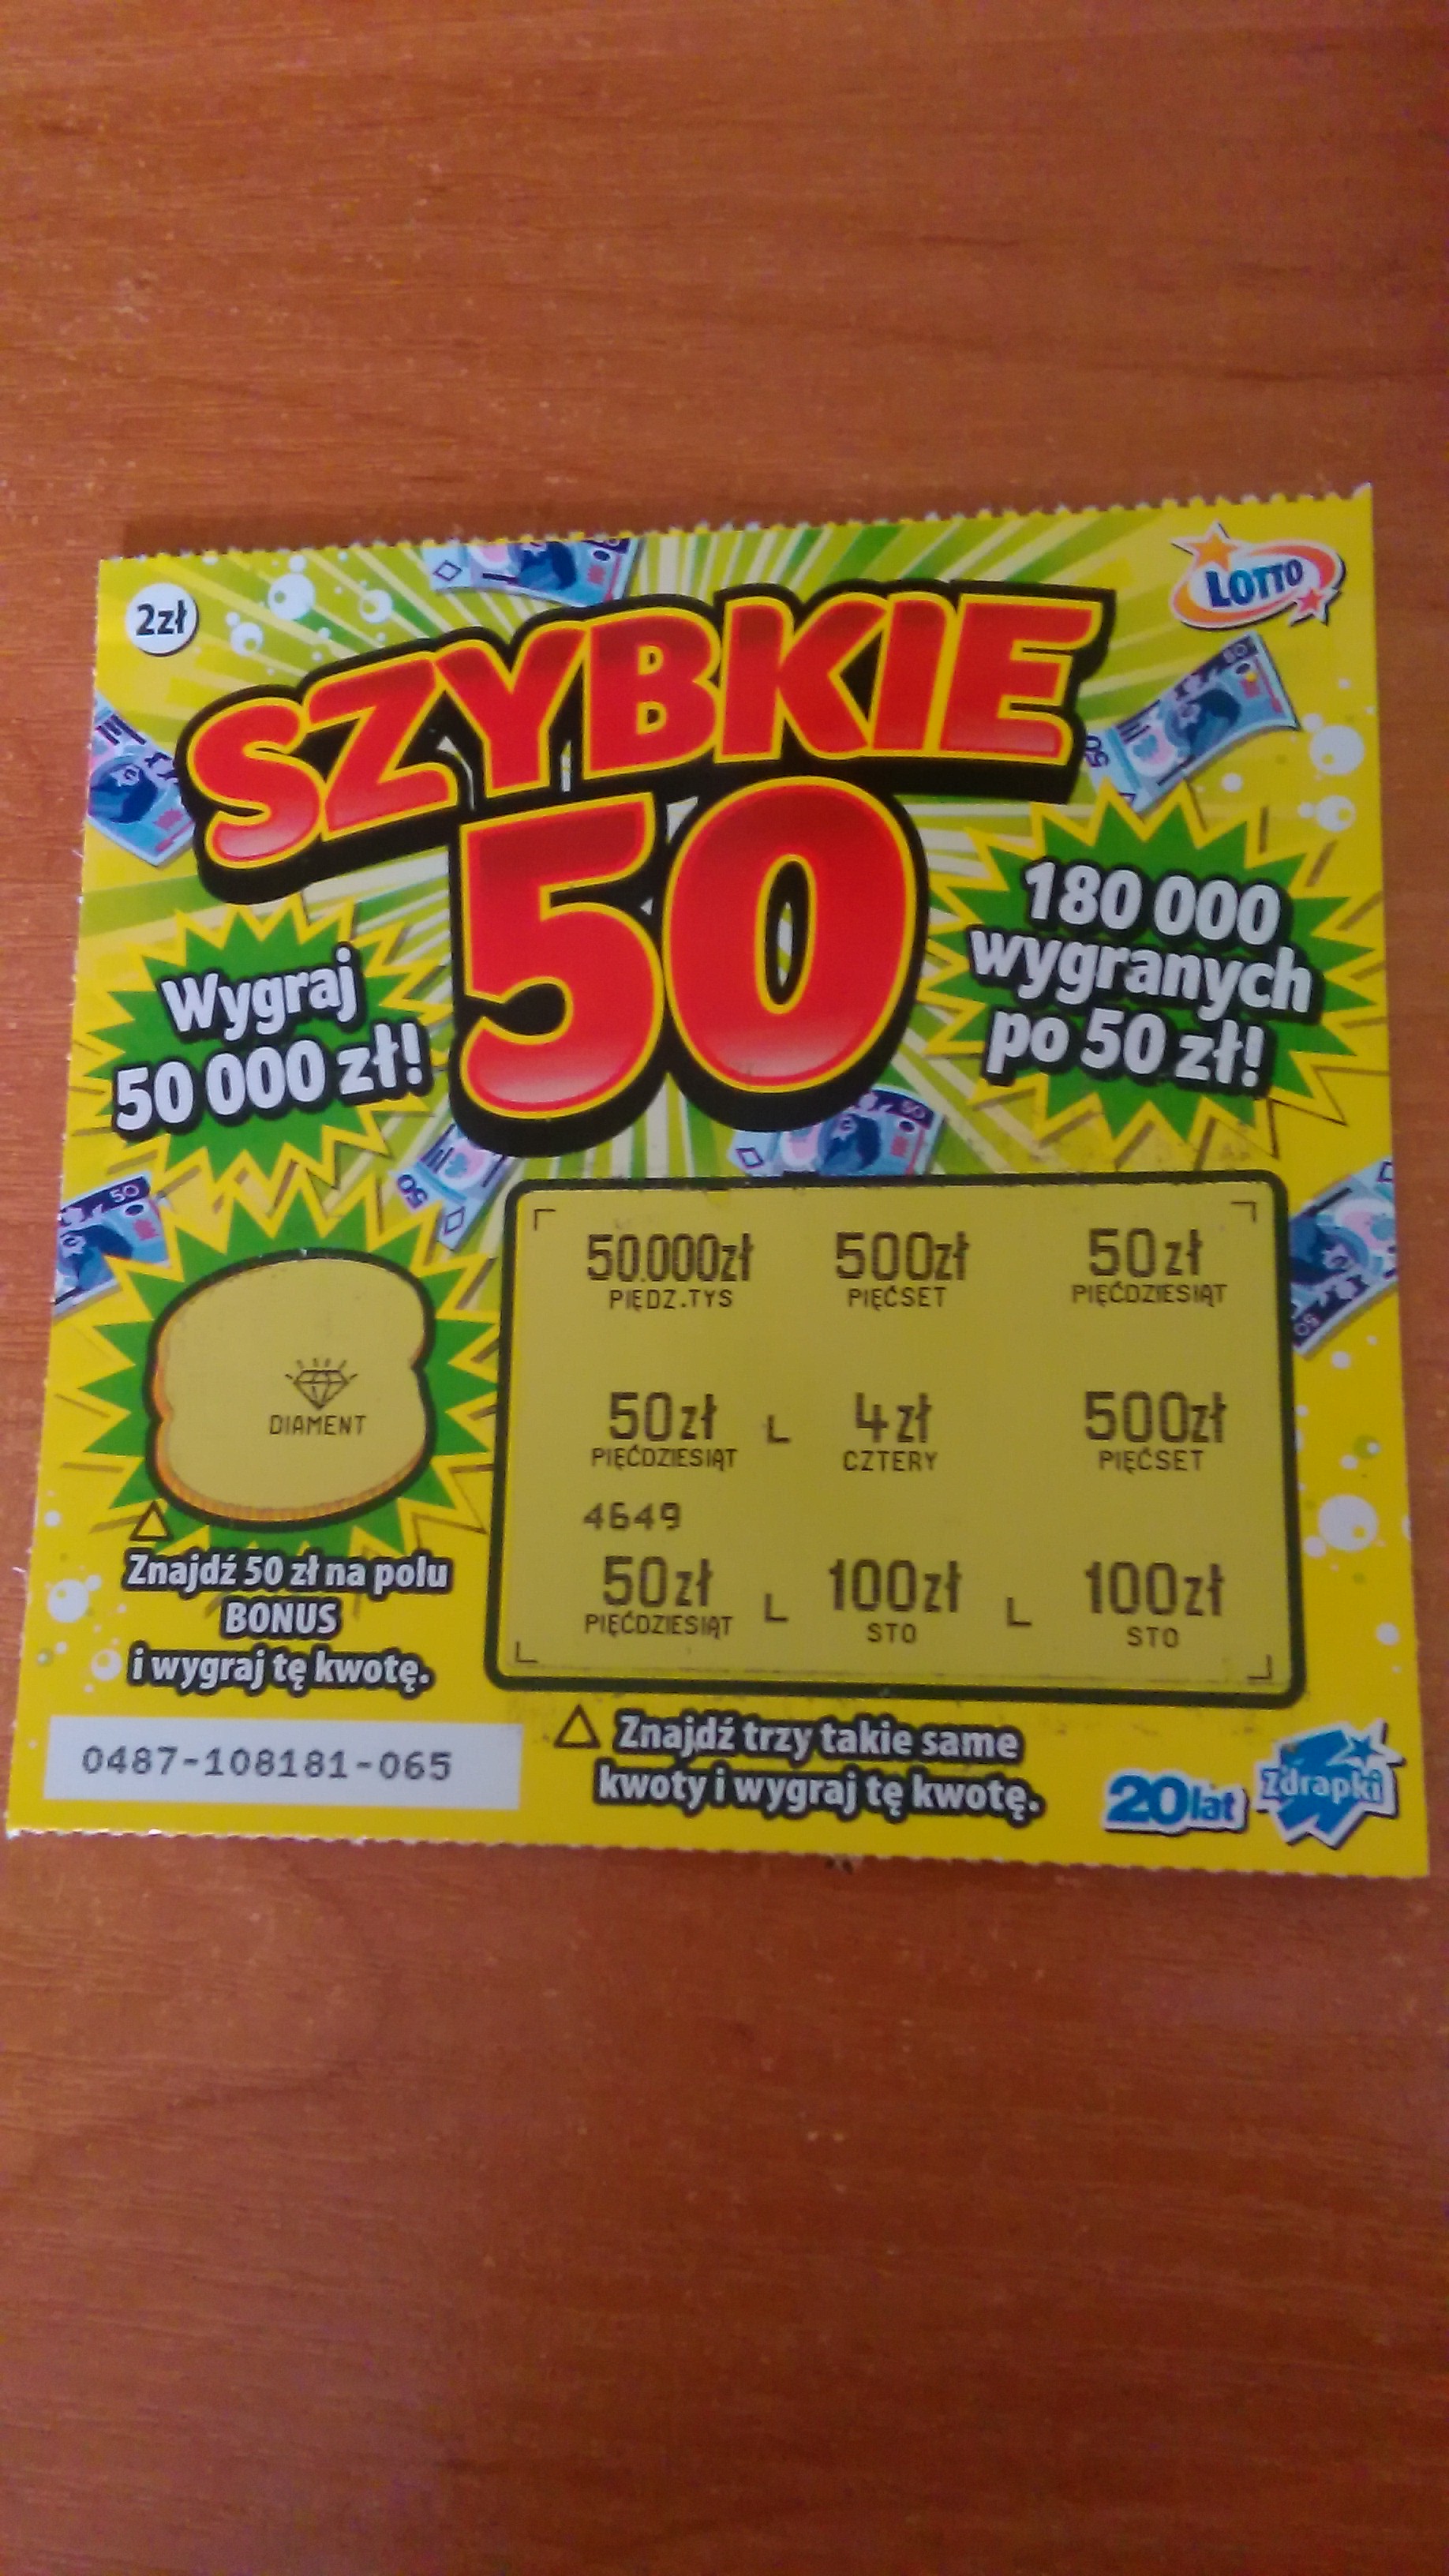 2zł
LOTTO
SZYBKIE
50
Wygraj
50 000 zł!
180 000
wygranych
po 50 zł!
50.000zł 500zł 50zł
PIĘDZ.TYS PIĘĆSET PIĘĆDZIESIĄT
50zł L 4zł 500zł
PIĘĆDZIESIĄT CZTERY PIĘĆSET
4649
50zł L 100zł L 100zł
PIĘĆDZIESIĄT STO STO
DIAMENT
Znajdź 50 zł na polu
BONUS
i wygraj tę kwotę.
0487-108181-065
Znajdź trzy takie same
kwoty i wygraj tę kwotę.
20 lat
Zdrapki